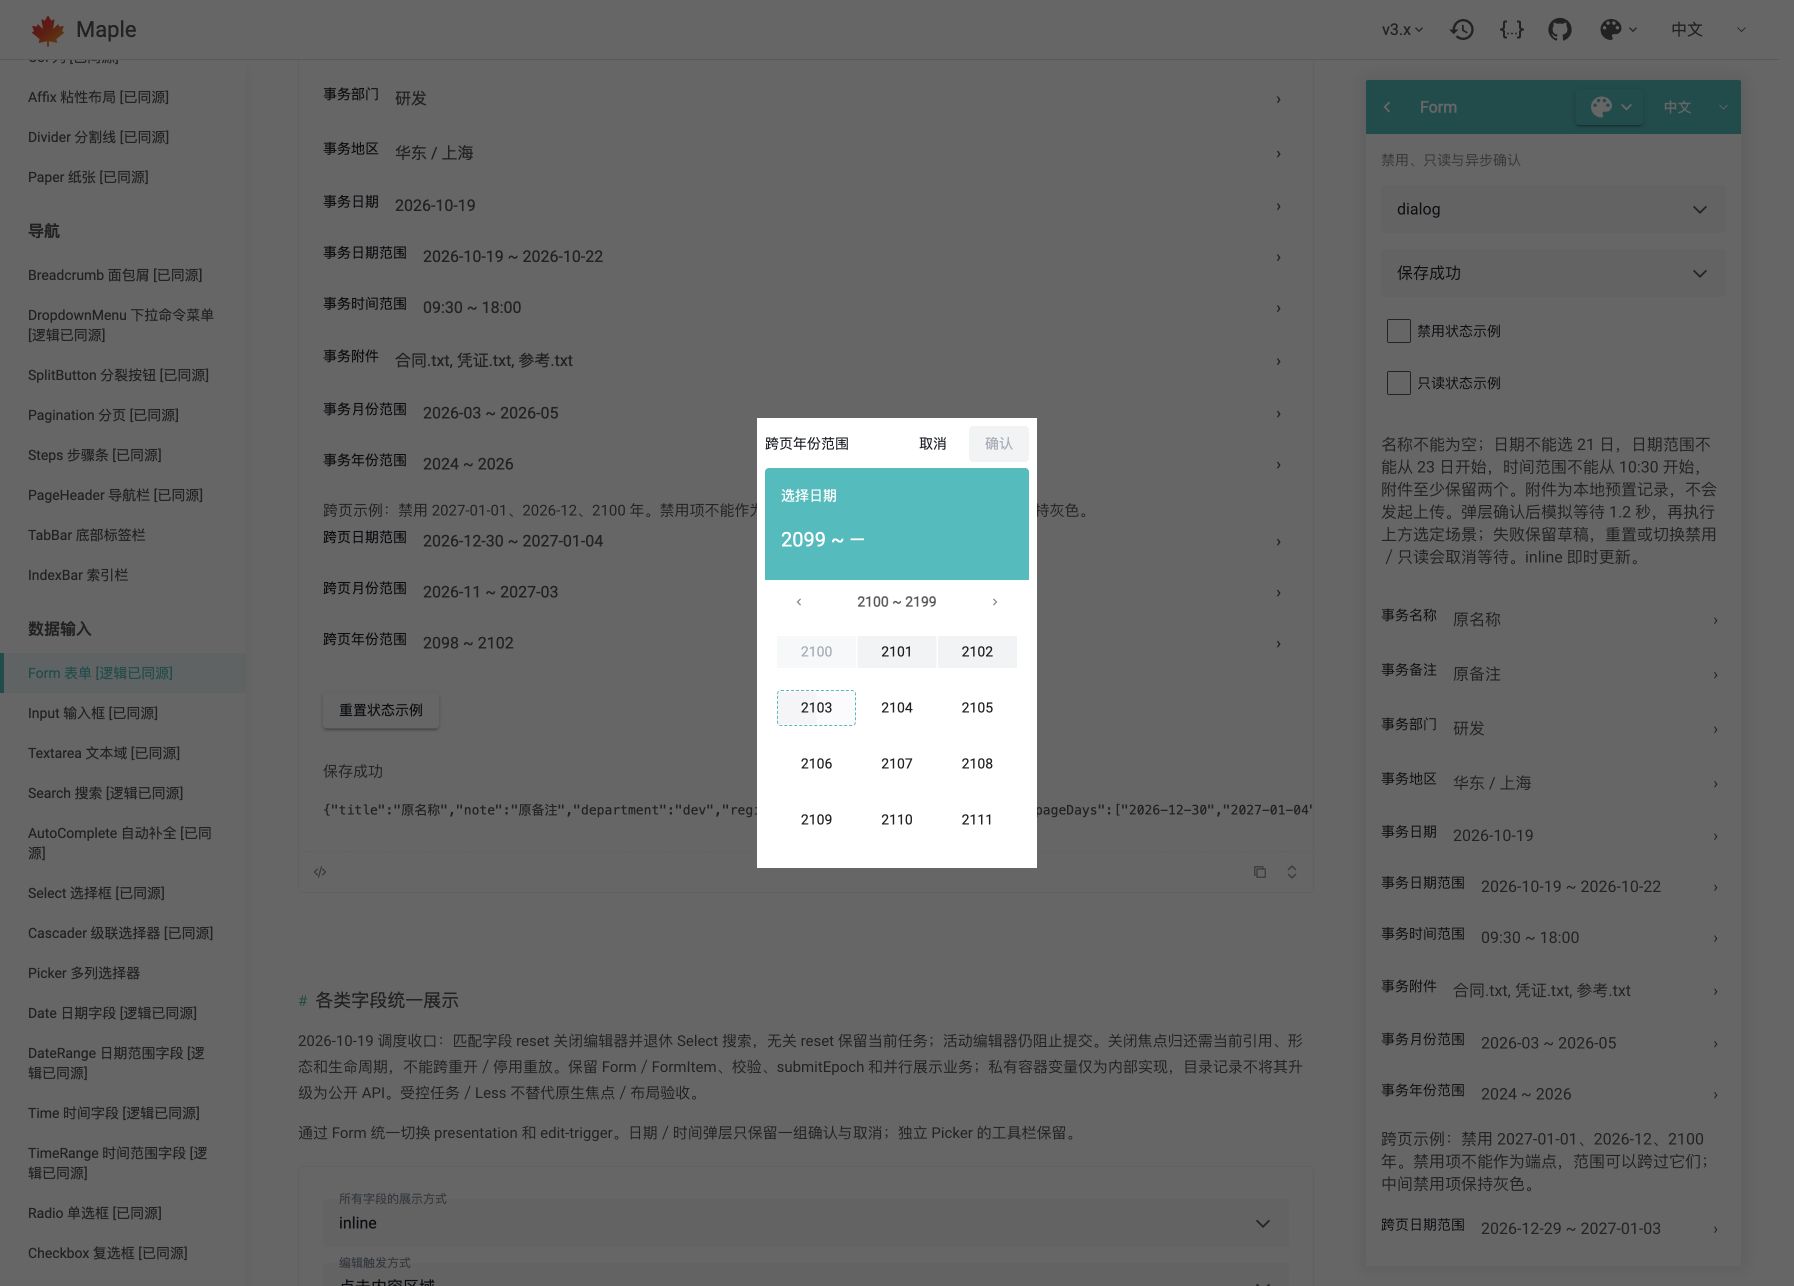 Maple
v3.x
中文
Affix 粘性布局 [已同源]
Divider 分割线 [已同源]
Paper 纸张 [已同源]
导航
Breadcrumb 面包屑 [已同源]
DropdownMenu 下拉命令菜单
[逻辑已同源]
SplitButton 分裂按钮 [已同源]
Pagination 分页 [已同源]
Steps 步骤条 [已同源]
PageHeader 导航栏 [已同源]
TabBar 底部标签栏
IndexBar 索引栏
数据输入
Form 表单 [逻辑已同源]
Input 输入框 [已同源]
Textarea 文本域 [已同源]
Search 搜索 [逻辑已同源]
AutoComplete 自动补全 [已同
源]
Select 选择框 [已同源]
Cascader 级联选择器 [已同源]
Picker 多列选择器
Date 日期字段 [逻辑已同源]
DateRange 日期范围字段 [逻
辑已同源]
Time 时间字段 [逻辑已同源]
TimeRange 时间范围字段 [逻
辑已同源]
Radio 单选框 [已同源]
Checkbox 复选框 [已同源]
事务部门 研发
事务地区 华东 / 上海
事务日期 2026-10-19
事务日期范围 2026-10-19 ~ 2026-10-22
事务时间范围 09:30 ~ 18:00
事务附件 合同.txt, 凭证.txt, 参考.txt
事务月份范围 2026-03 ~ 2026-05
事务年份范围 2024 ~ 2026
跨页示例：禁用 2027-01-01、2026-12、2100 年。禁用项不能作为 持灰色。
跨页日期范围 2026-12-30 ~ 2027-01-04
跨页月份范围 2026-11 ~ 2027-03
跨页年份范围 2098 ~ 2102
重置状态示例
保存成功
{"title":"原名称","note":"原备注","department":"dev","regi pageDays":["2026-12-30","2027-01-04"
</>
跨页年份范围 取消 确认
选择日期
2099 ~ —
2100 ~ 2199
2100 2101 2102
2103 2104 2105
2106 2107 2108
2109 2110 2111
# 各类字段统一展示
2026-10-19 调度收口：匹配字段 reset 关闭编辑器并退休 Select 搜索，无关 reset 保留当前任务；活动编辑器仍阻止提交。关闭焦点归还需当前引用、形
态和生命周期，不能跨重开 / 停用重放。保留 Form / FormItem、校验、submitEpoch 和并行展示业务；私有容器变量仅为内部实现，目录记录不将其升
级为公开 API。受控任务 / Less 不替代原生焦点 / 布局验收。
通过 Form 统一切换 presentation 和 edit-trigger。日期 / 时间弹层只保留一组确认与取消；独立 Picker 的工具栏保留。
所有字段的展示方式
inline
编辑触发方式
点击内容区域
Form
中文
禁用、只读与异步确认
dialog
保存成功
禁用状态示例
只读状态示例
名称不能为空；日期不能选 21 日，日期范围不
能从 23 日开始，时间范围不能从 10:30 开始，
附件至少保留两个。附件为本地预置记录，不会
发起上传。弹层确认后模拟等待 1.2 秒，再执行
上方选定场景；失败保留草稿，重置或切换禁用
/ 只读会取消等待。inline 即时更新。
事务名称 原名称
事务备注 原备注
事务部门 研发
事务地区 华东 / 上海
事务日期 2026-10-19
事务日期范围 2026-10-19 ~ 2026-10-22
事务时间范围 09:30 ~ 18:00
事务附件 合同.txt, 凭证.txt, 参考.txt
事务月份范围 2026-03 ~ 2026-05
事务年份范围 2024 ~ 2026
跨页示例：禁用 2027-01-01、2026-12、2100
年。禁用项不能作为端点，范围可以跨过它们；
中间禁用项保持灰色。
跨页日期范围 2026-12-29 ~ 2027-01-03